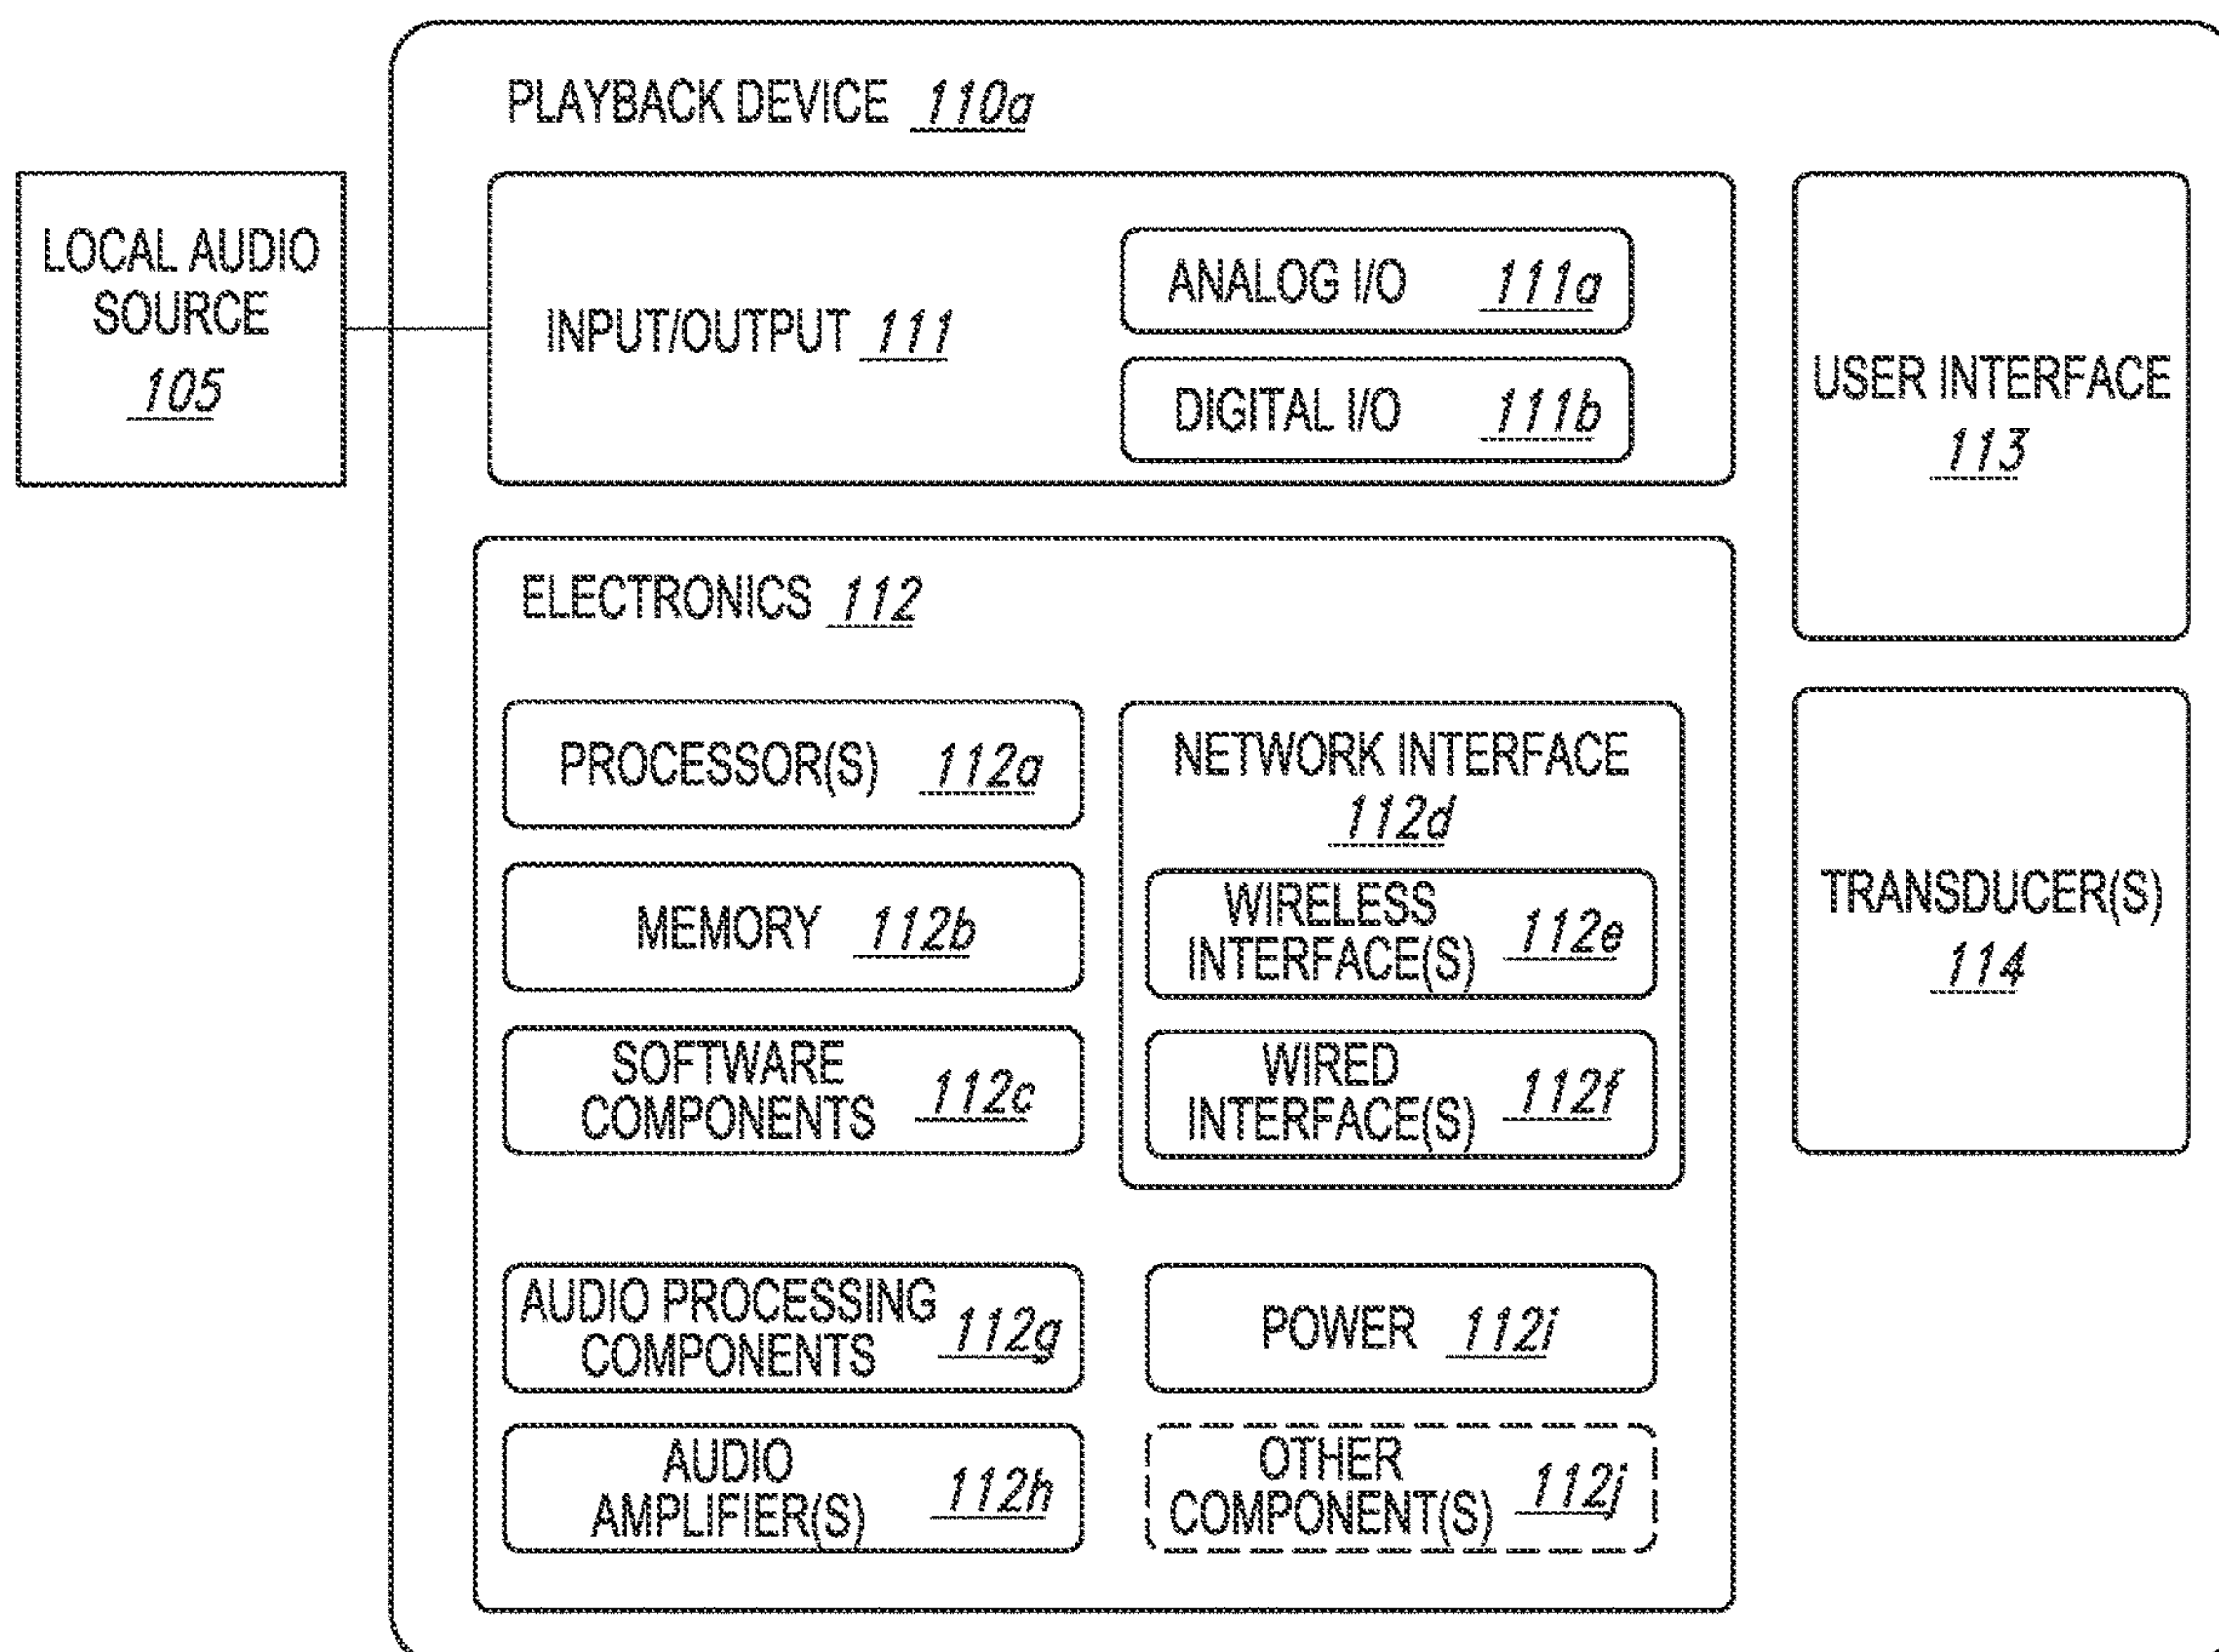 PLAYBACK DEVICE 110a
LOCAL AUDIO
SOURCE
105
INPUT/OUTPUT 111
ANALOG I/O 111a
DIGITAL I/O 111b
USER INTERFACE
113
ELECTRONICS 112
PROCESSOR(S) 112a
MEMORY 112b
SOFTWARE
COMPONENTS 112c
NETWORK INTERFACE
112d
WIRELESS
INTERFACE(S) 112e
WIRED
INTERFACE(S) 112f
TRANSDUCER(S)
114
AUDIO PROCESSING
COMPONENTS 112g
AUDIO
AMPLIFIER(S) 112h
POWER 112i
OTHER
COMPONENT(S) 112j